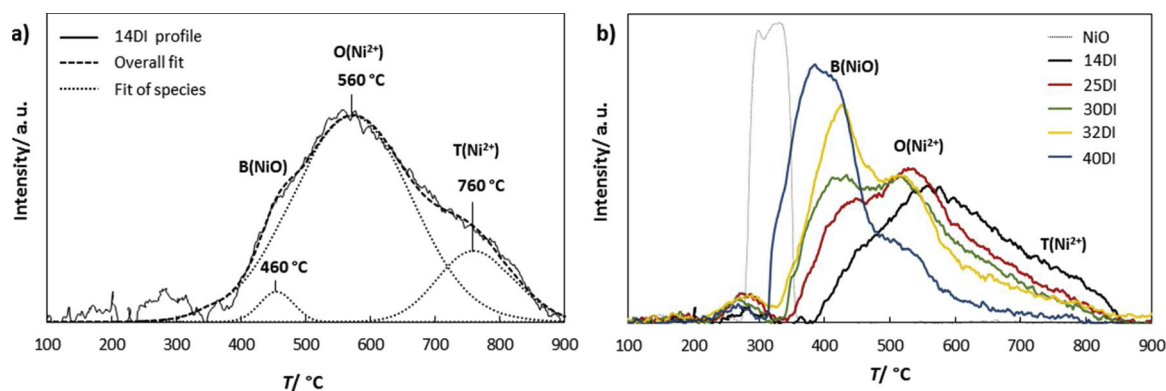 a)
14DI profile
Overall fit
Fit of species
O(Ni²⁺)
560 °C
B(NiO)
T(Ni²⁺)
760 °C
460 °C
Intensity/ a. u.
100 200 300 400 500 600 700 800 900
T/ °C
b)
NiO
14DI
25DI
30DI
32DI
40DI
B(NiO)
O(Ni²⁺)
T(Ni²⁺)
Intensity/ a. u.
100 200 300 400 500 600 700 800 900
T/ °C